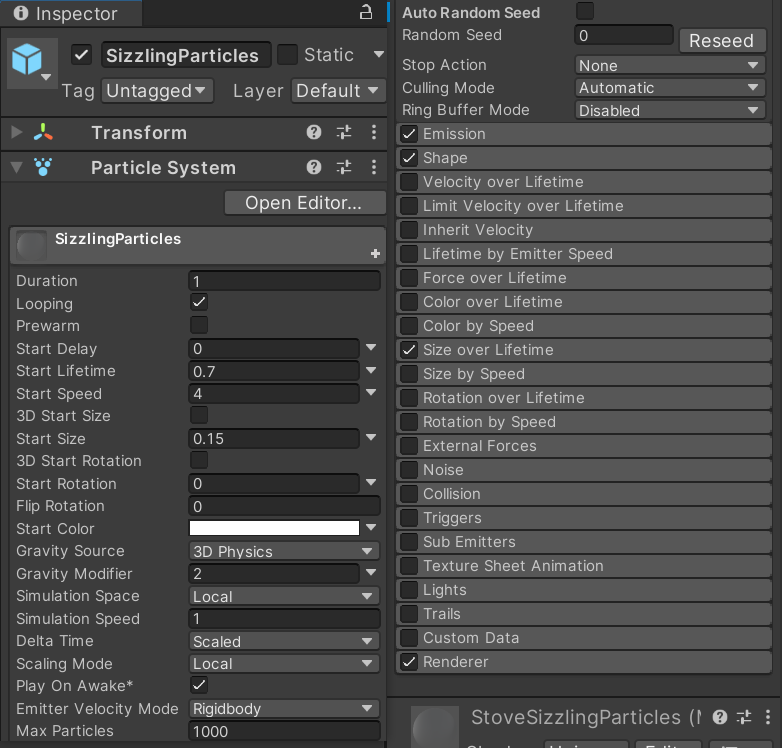 Inspector
SizzlingParticles Static
Tag Untagged Layer Default
Transform
Particle System
Open Editor...
SizzlingParticles
Duration 1
Looping
Prewarm
Start Delay 0
Start Lifetime 0.7
Start Speed 4
3D Start Size
Start Size 0.15
3D Start Rotation
Start Rotation 0
Flip Rotation 0
Start Color
Gravity Source 3D Physics
Gravity Modifier 2
Simulation Space Local
Simulation Speed 1
Delta Time Scaled
Scaling Mode Local
Play On Awake*
Emitter Velocity Mode Rigidbody
Max Particles 1000
Auto Random Seed
Random Seed 0 Reseed
Stop Action None
Culling Mode Automatic
Ring Buffer Mode Disabled
Emission
Shape
Velocity over Lifetime
Limit Velocity over Lifetime
Inherit Velocity
Lifetime by Emitter Speed
Force over Lifetime
Color over Lifetime
Color by Speed
Size over Lifetime
Size by Speed
Rotation over Lifetime
Rotation by Speed
External Forces
Noise
Collision
Triggers
Sub Emitters
Texture Sheet Animation
Lights
Trails
Custom Data
Renderer
StoveSizzlingParticles (